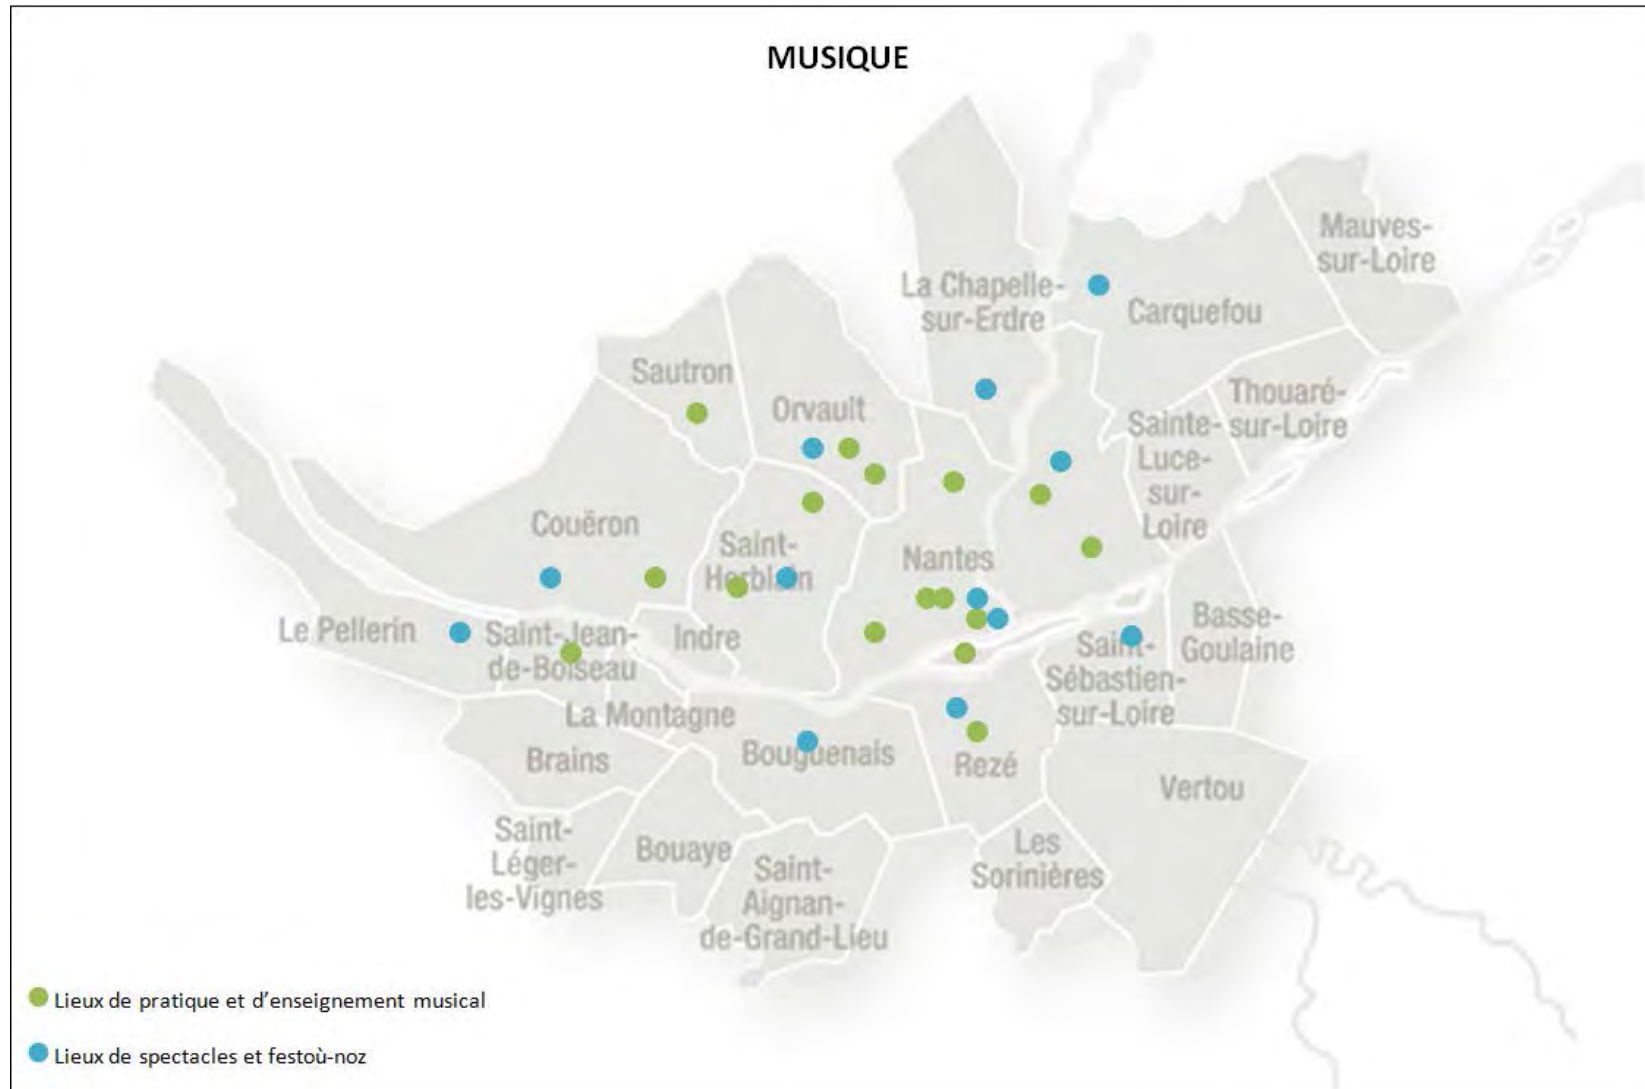 MUSIQUE
Mauves-
sur-Loire
La Chapelle-
sur-Erdre
Carquefou
Sautron
Orvault
Thouaré-
sur-Loire
Sainte-
Luce-
sur-
Loire
Couëron
Saint-
Herblain
Nantes
Le Pellerin
Saint-Jean-
de-Boiseau
Indre
Basse-
Goulaine
Saint-
Sébastien-
sur-Loire
La Montagne
Brains
Bouguenais
Rezé
Vertou
Saint-
Léger-
les-Vignes
Bouaye
Saint-
Aignan-
de-Grand-Lieu
Les
Sorinières
Lieux de pratique et d'enseignement musical
Lieux de spectacles et festoù-noz